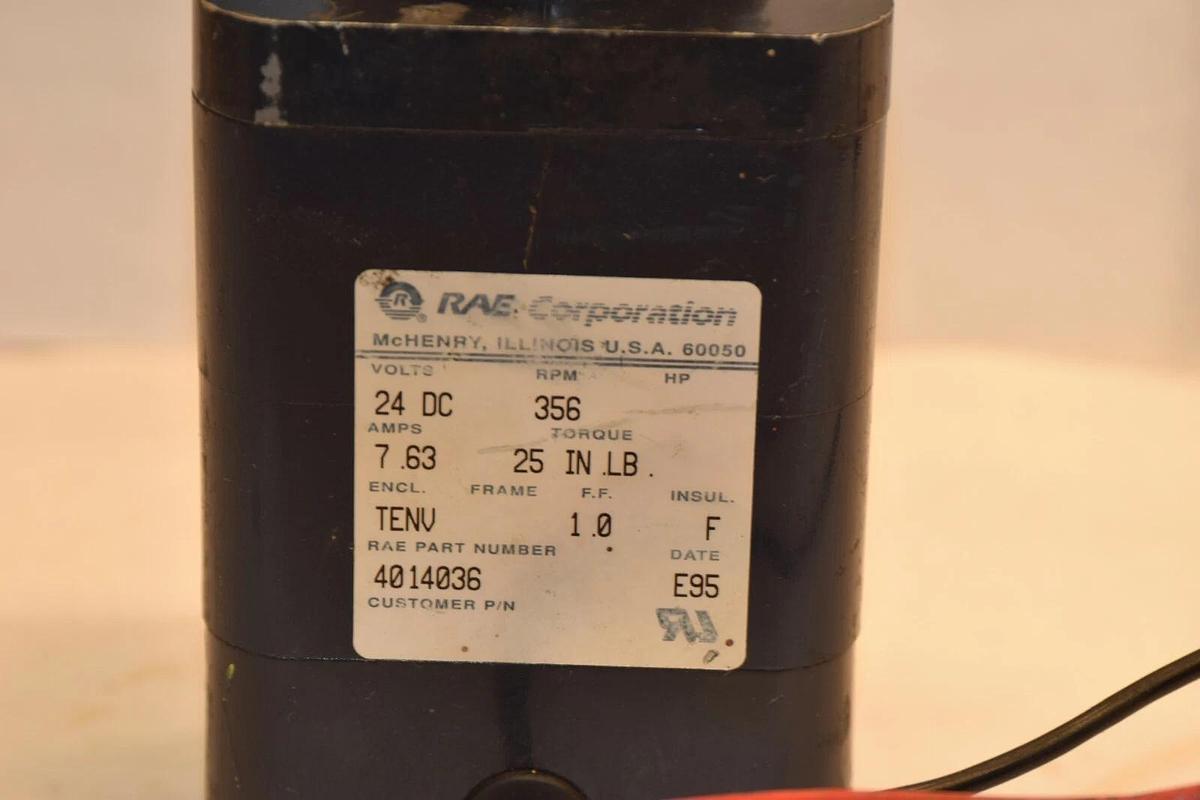 R ® RAE Corporation
McHENRY, ILLINOIS U.S.A. 60050
VOLTS RPM HP
24 DC 356
AMPS TORQUE
7.63 25 IN.LB.
ENCL. FRAME F.F. INSUL.
TENV 1.0 F
RAE PART NUMBER DATE
4014036 E95
CUSTOMER P/N
RU